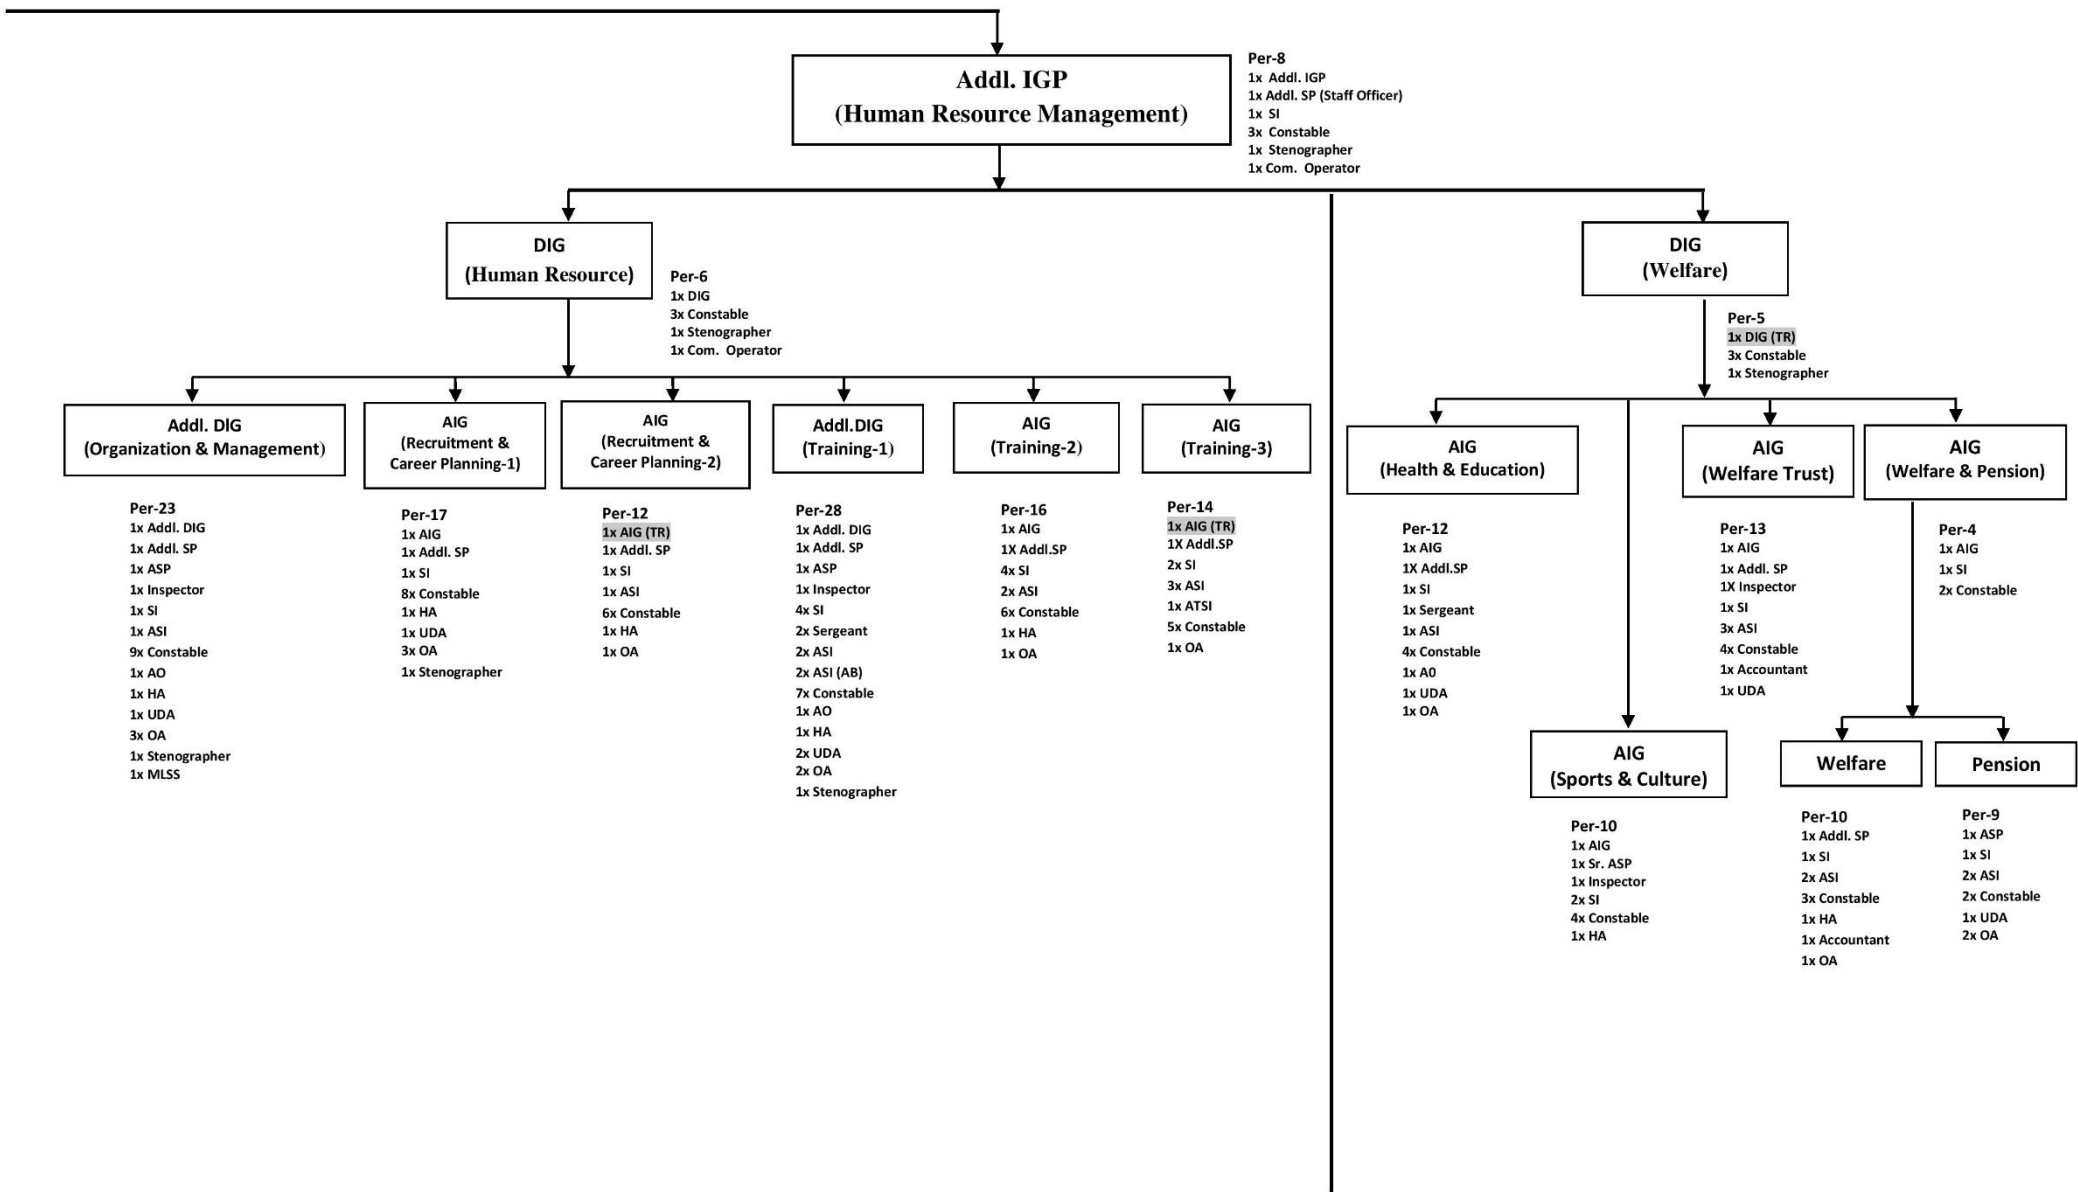 Addl. IGP
(Human Resource Management)
Per-8
1x Addl. IGP
1x Addl. SP (Staff Officer)
1x SI
3x Constable
1x Stenographer
1x Com. Operator
DIG
(Human Resource)
Per-6
1x DIG
3x Constable
1x Stenographer
1x Com. Operator
DIG
(Welfare)
Per-5
1x DIG (TR)
3x Constable
1x Stenographer
Addl. DIG
(Organization & Management)
Per-23
1x Addl. DIG
1x Addl. SP
1x ASP
1x Inspector
1x SI
1x ASI
9x Constable
1x AO
1x HA
1x UDA
3x OA
1x Stenographer
1x MLSS
AIG
(Recruitment &
Career Planning-1)
Per-17
1x AIG
1x Addl. SP
1x SI
8x Constable
1x HA
1x UDA
3x OA
1x Stenographer
AIG
(Recruitment &
Career Planning-2)
Per-12
1x AIG (TR)
1x Addl. SP
1x SI
1x ASI
6x Constable
1x HA
1x OA
Addl.DIG
(Training-1)
Per-28
1x Addl. DIG
1x Addl. SP
1x ASP
1x Inspector
4x SI
2x Sergeant
2x ASI
2x ASI (AB)
7x Constable
1x AO
1x HA
2x UDA
2x OA
1x Stenographer
AIG
(Training-2)
Per-16
1x AIG
1X Addl.SP
4x SI
2x ASI
6x Constable
1x HA
1x OA
AIG
(Training-3)
Per-14
1x AIG (TR)
1X Addl.SP
2x SI
3x ASI
1x ATSI
5x Constable
1x OA
AIG
(Health & Education)
Per-12
1x AIG
1X Addl.SP
1x SI
1x Sergeant
1x ASI
4x Constable
1x A0
1x UDA
1x OA
AIG
(Sports & Culture)
Per-10
1x AIG
1x Sr. ASP
1x Inspector
2x SI
4x Constable
1x HA
AIG
(Welfare Trust)
Per-13
1x AIG
1x Addl. SP
1X Inspector
1x SI
3x ASI
4x Constable
1x Accountant
1x UDA
AIG
(Welfare & Pension)
Per-4
1x AIG
1x SI
2x Constable
Welfare
Per-10
1x Addl. SP
1x SI
2x ASI
3x Constable
1x HA
1x Accountant
1x OA
Pension
Per-9
1x ASP
1x SI
2x ASI
2x Constable
1x UDA
2x OA